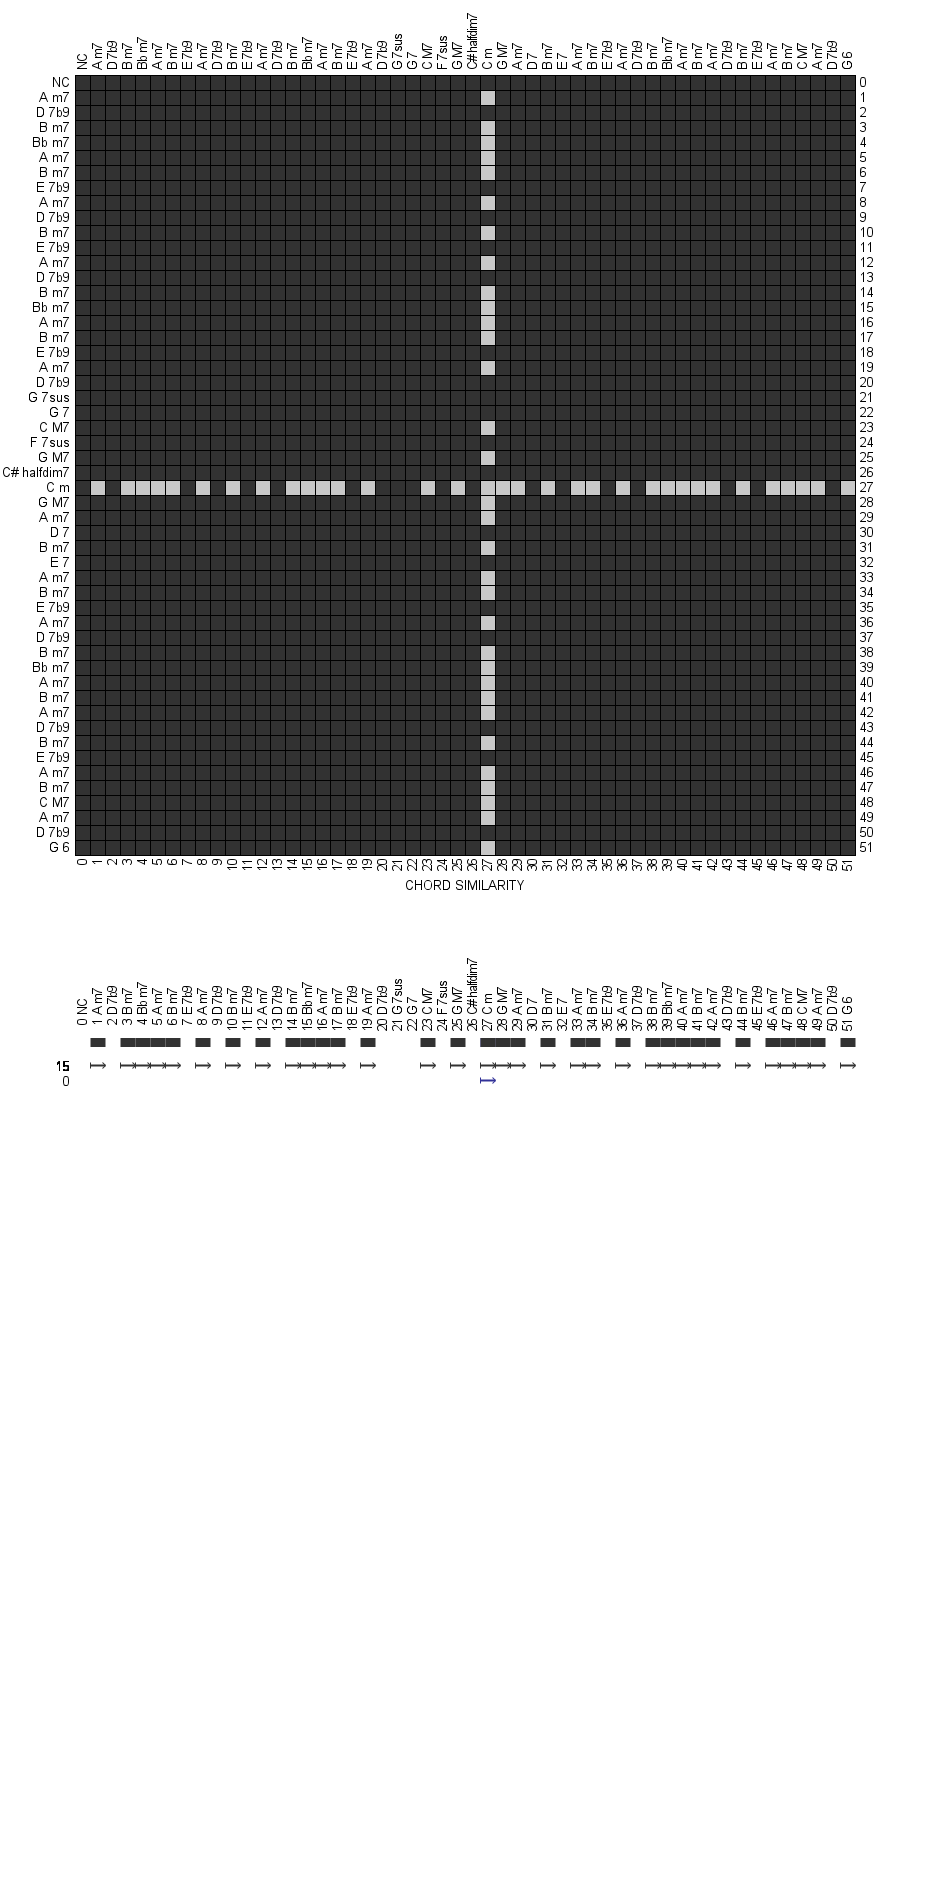 NC A m7 D 7b9 B m7 Bb m7 A m7 B m7 E 7b9 A m7 D 7b9 B m7 E 7b9 A m7 D 7b9 B m7 Bb m7 A m7 B m7 E 7b9 A m7 D 7b9 G 7sus G 7 C M7 F 7sus G M7 C# halfdim7 C m G M7 A m7 D 7 B m7 E 7 A m7 B m7 E 7b9 A m7 D 7b9 B m7 Bb m7 A m7 B m7 A m7 D 7b9 B m7 E 7b9 A m7 B m7 C M7 A m7 D 7b9 G 6
NC 0
A m7 1
D 7b9 2
B m7 3
Bb m7 4
A m7 5
B m7 6
E 7b9 7
A m7 8
D 7b9 9
B m7 10
E 7b9 11
A m7 12
D 7b9 13
B m7 14
Bb m7 15
A m7 16
B m7 17
E 7b9 18
A m7 19
D 7b9 20
G 7sus 21
G 7 22
C M7 23
F 7sus 24
G M7 25
C# halfdim7 26
C m 27
G M7 28
A m7 29
D 7 30
B m7 31
E 7 32
A m7 33
B m7 34
E 7b9 35
A m7 36
D 7b9 37
B m7 38
Bb m7 39
A m7 40
B m7 41
A m7 42
D 7b9 43
B m7 44
E 7b9 45
A m7 46
B m7 47
C M7 48
A m7 49
D 7b9 50
G 6 51
0 1 2 3 4 5 6 7 8 9 10 11 12 13 14 15 16 17 18 19 20 21 22 23 24 25 26 27 28 29 30 31 32 33 34 35 36 37 38 39 40 41 42 43 44 45 46 47 48 49 50 51
CHORD SIMILARITY
0 NC 1 A m7 2 D 7b9 3 B m7 4 Bb m7 5 A m7 6 B m7 7 E 7b9 8 A m7 9 D 7b9 10 B m7 11 E 7b9 12 A m7 13 D 7b9 14 B m7 15 Bb m7 16 A m7 17 B m7 18 E 7b9 19 A m7 20 D 7b9 21 G 7sus 22 G 7 23 C M7 24 F 7sus 25 G M7 26 C# halfdim7 27 C m 28 G M7 29 A m7 30 D 7 31 B m7 32 E 7 33 A m7 34 B m7 35 E 7b9 36 A m7 37 D 7b9 38 B m7 39 Bb m7 40 A m7 41 B m7 42 A m7 43 D 7b9 44 B m7 45 E 7b9 46 A m7 47 B m7 48 C M7 49 A m7 50 D 7b9 51 G 6
0